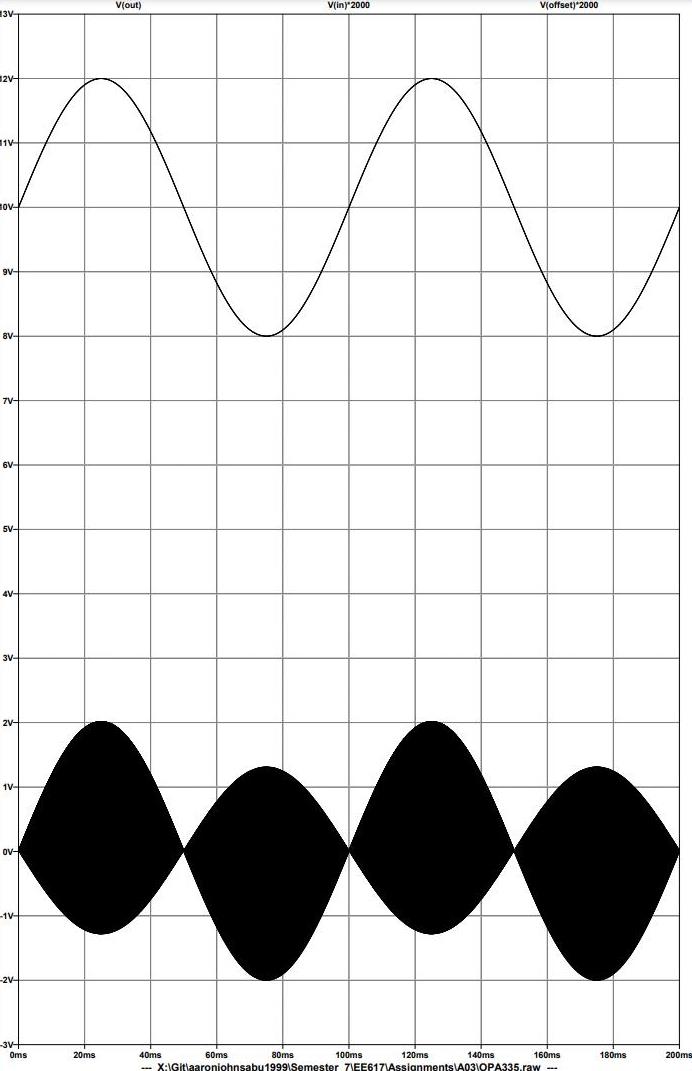 V(out) V(in)*2000 V(offset)*2000
13V
12V
11V
10V
9V
8V
7V
6V
5V
4V
3V
2V
1V
0V
-1V
-2V
-3V
0ms 20ms 40ms 60ms 80ms 100ms 120ms 140ms 160ms 180ms 200ms
--- X:\Git\aaronjohnsabu1999\Semester_7\EE617\Assignments\A03\OPA335.raw ---